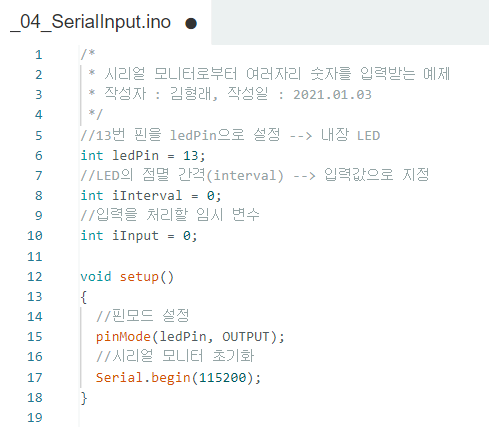 _04_SerialInput.ino
1 /*
2 * 시리얼 모니터로부터 여러자리 숫자를 입력받는 예제
3 * 작성자 : 김형래, 작성일 : 2021.01.03
4 */
5 //13번 핀을 ledPin으로 설정 --> 내장 LED
6 int ledPin = 13;
7 //LED의 점멸 간격(interval) --> 입력값으로 지정
8 int iInterval = 0;
9 //입력을 처리할 임시 변수
10 int iInput = 0;
11
12 void setup()
13 {
14 //핀모드 설정
15 pinMode(ledPin, OUTPUT);
16 //시리얼 모니터 초기화
17 Serial.begin(115200);
18 }
19